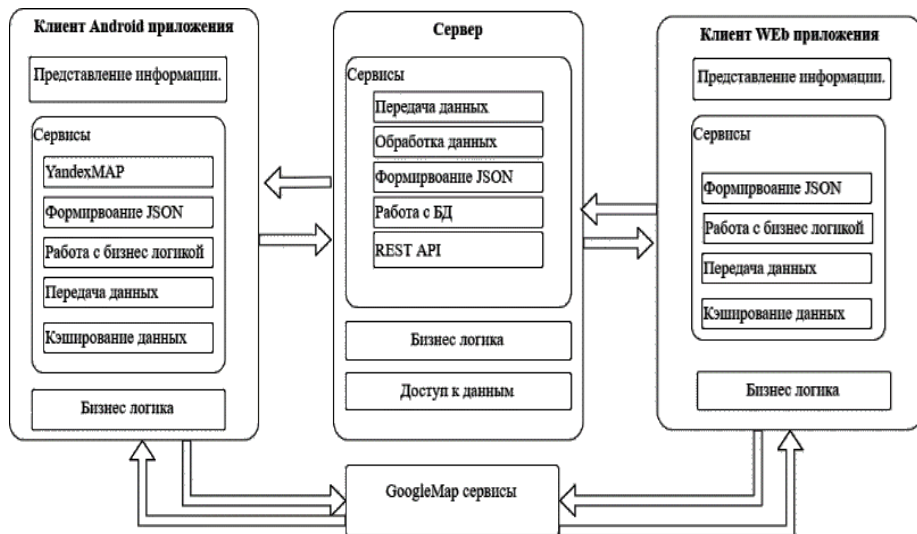 Клиент Android приложения
Представление информации.
Сервисы
YandexMAP
Формирвоание JSON
Работа с бизнес логикой
Передача данных
Кэширование данных
Бизнес логика
Сервер
Сервисы
Передача данных
Обработка данных
Формирвоание JSON
Работа с БД
REST API
Бизнес логика
Доступ к данным
Клиент WEb приложения
Представление информации.
Сервисы
Формирвоание JSON
Работа с бизнес логикой
Передача данных
Кэширование данных
Бизнес логика
GoogleMap сервисы